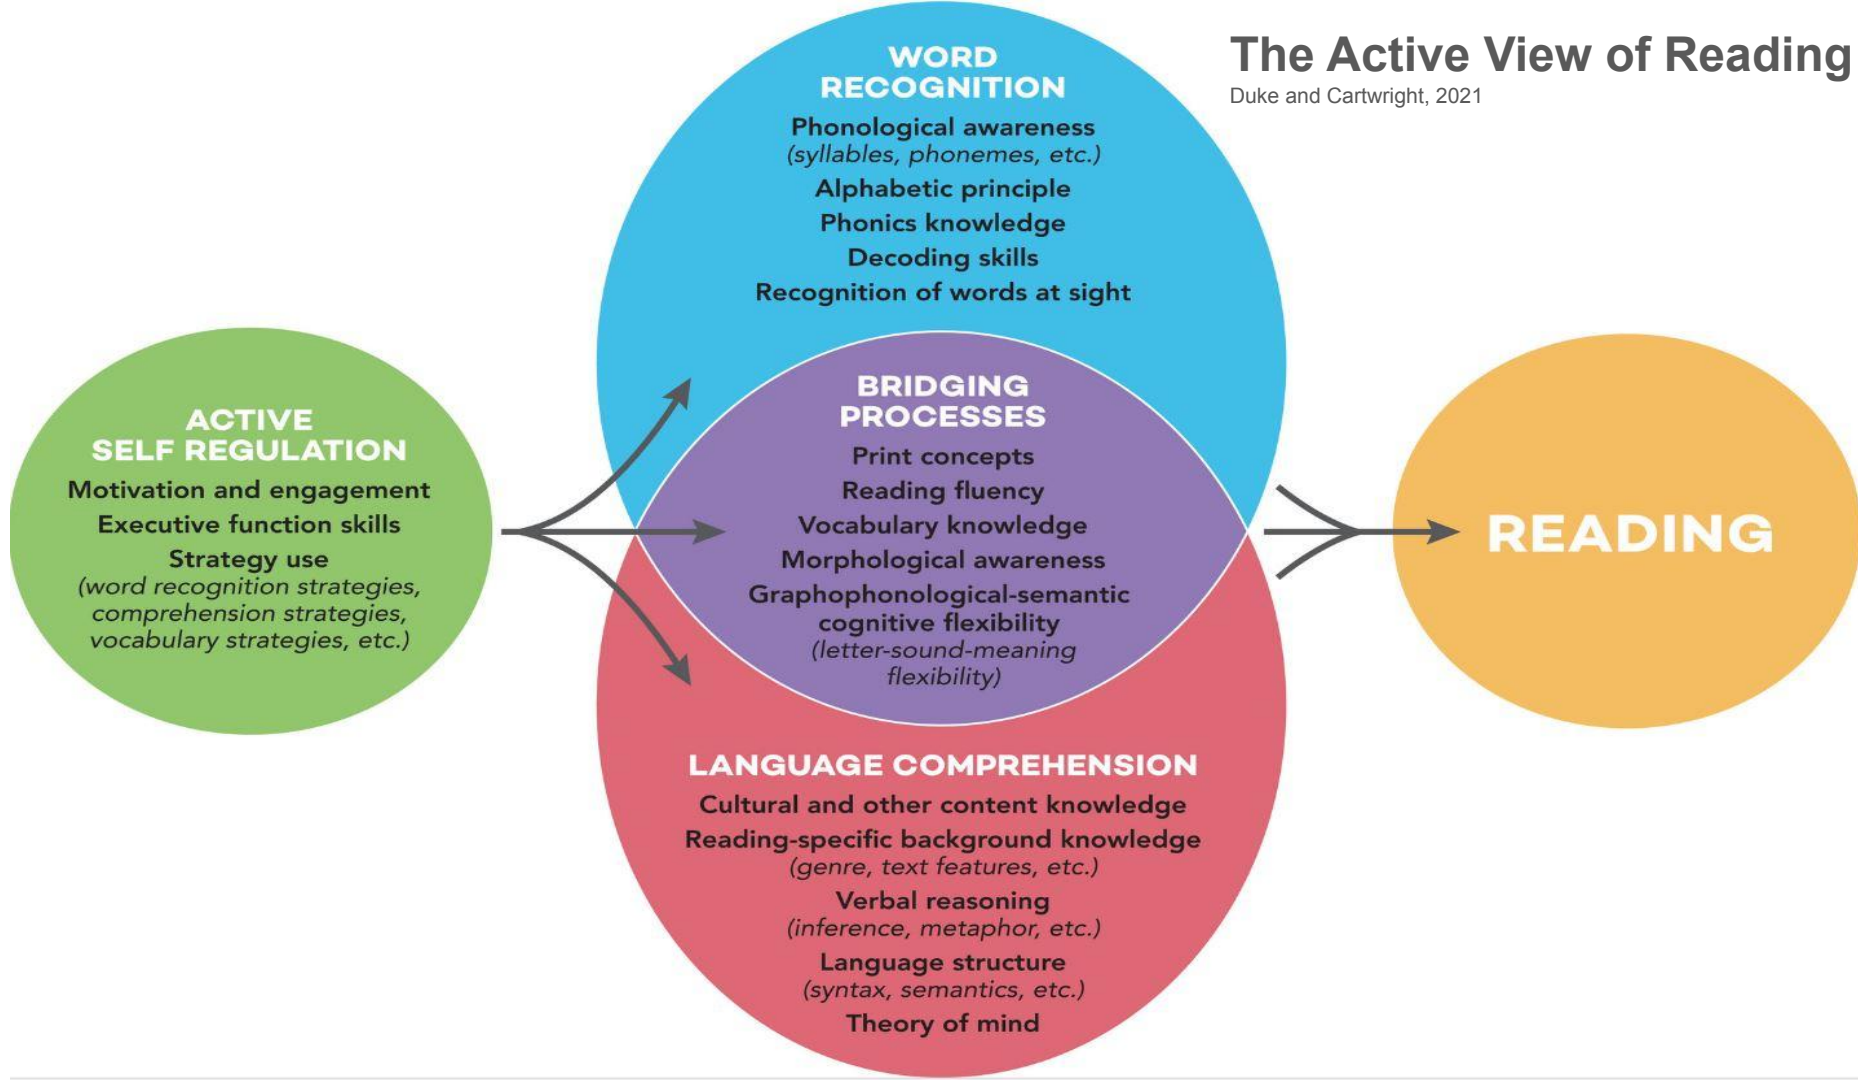 The Active View of Reading
Duke and Cartwright, 2021
ACTIVE
SELF REGULATION
Motivation and engagement
Executive function skills
Strategy use
(word recognition strategies,
comprehension strategies,
vocabulary strategies, etc.)
WORD
RECOGNITION
Phonological awareness
(syllables, phonemes, etc.)
Alphabetic principle
Phonics knowledge
Decoding skills
Recognition of words at sight
BRIDGING
PROCESSES
Print concepts
Reading fluency
Vocabulary knowledge
Morphological awareness
Graphophonological-semantic
cognitive flexibility
(letter-sound-meaning
flexibility)
LANGUAGE COMPREHENSION
Cultural and other content knowledge
Reading-specific background knowledge
(genre, text features, etc.)
Verbal reasoning
(inference, metaphor, etc.)
Language structure
(syntax, semantics, etc.)
Theory of mind
READING